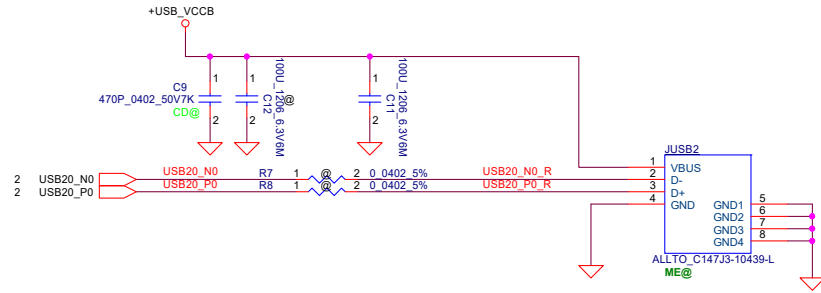 +USB_VCCB
C9
470P_0402_50V7K
CD@
1
2
1
2
100U_1206_6.3V6M
C12
@
1
2
100U_1206_6.3V6M
C11
JUSB2
2 USB20_N0 USB20_N0 R7 1 @ 2 0_0402_5% USB20_N0_R
2 USB20_P0 USB20_P0 R8 1 @ 2 0_0402_5% USB20_P0_R
1 VBUS
2 D-
3 D+
4 GND
GND1 5
GND2 6
GND3 7
GND4 8
ALLTO_C147J3-10439-L
ME@